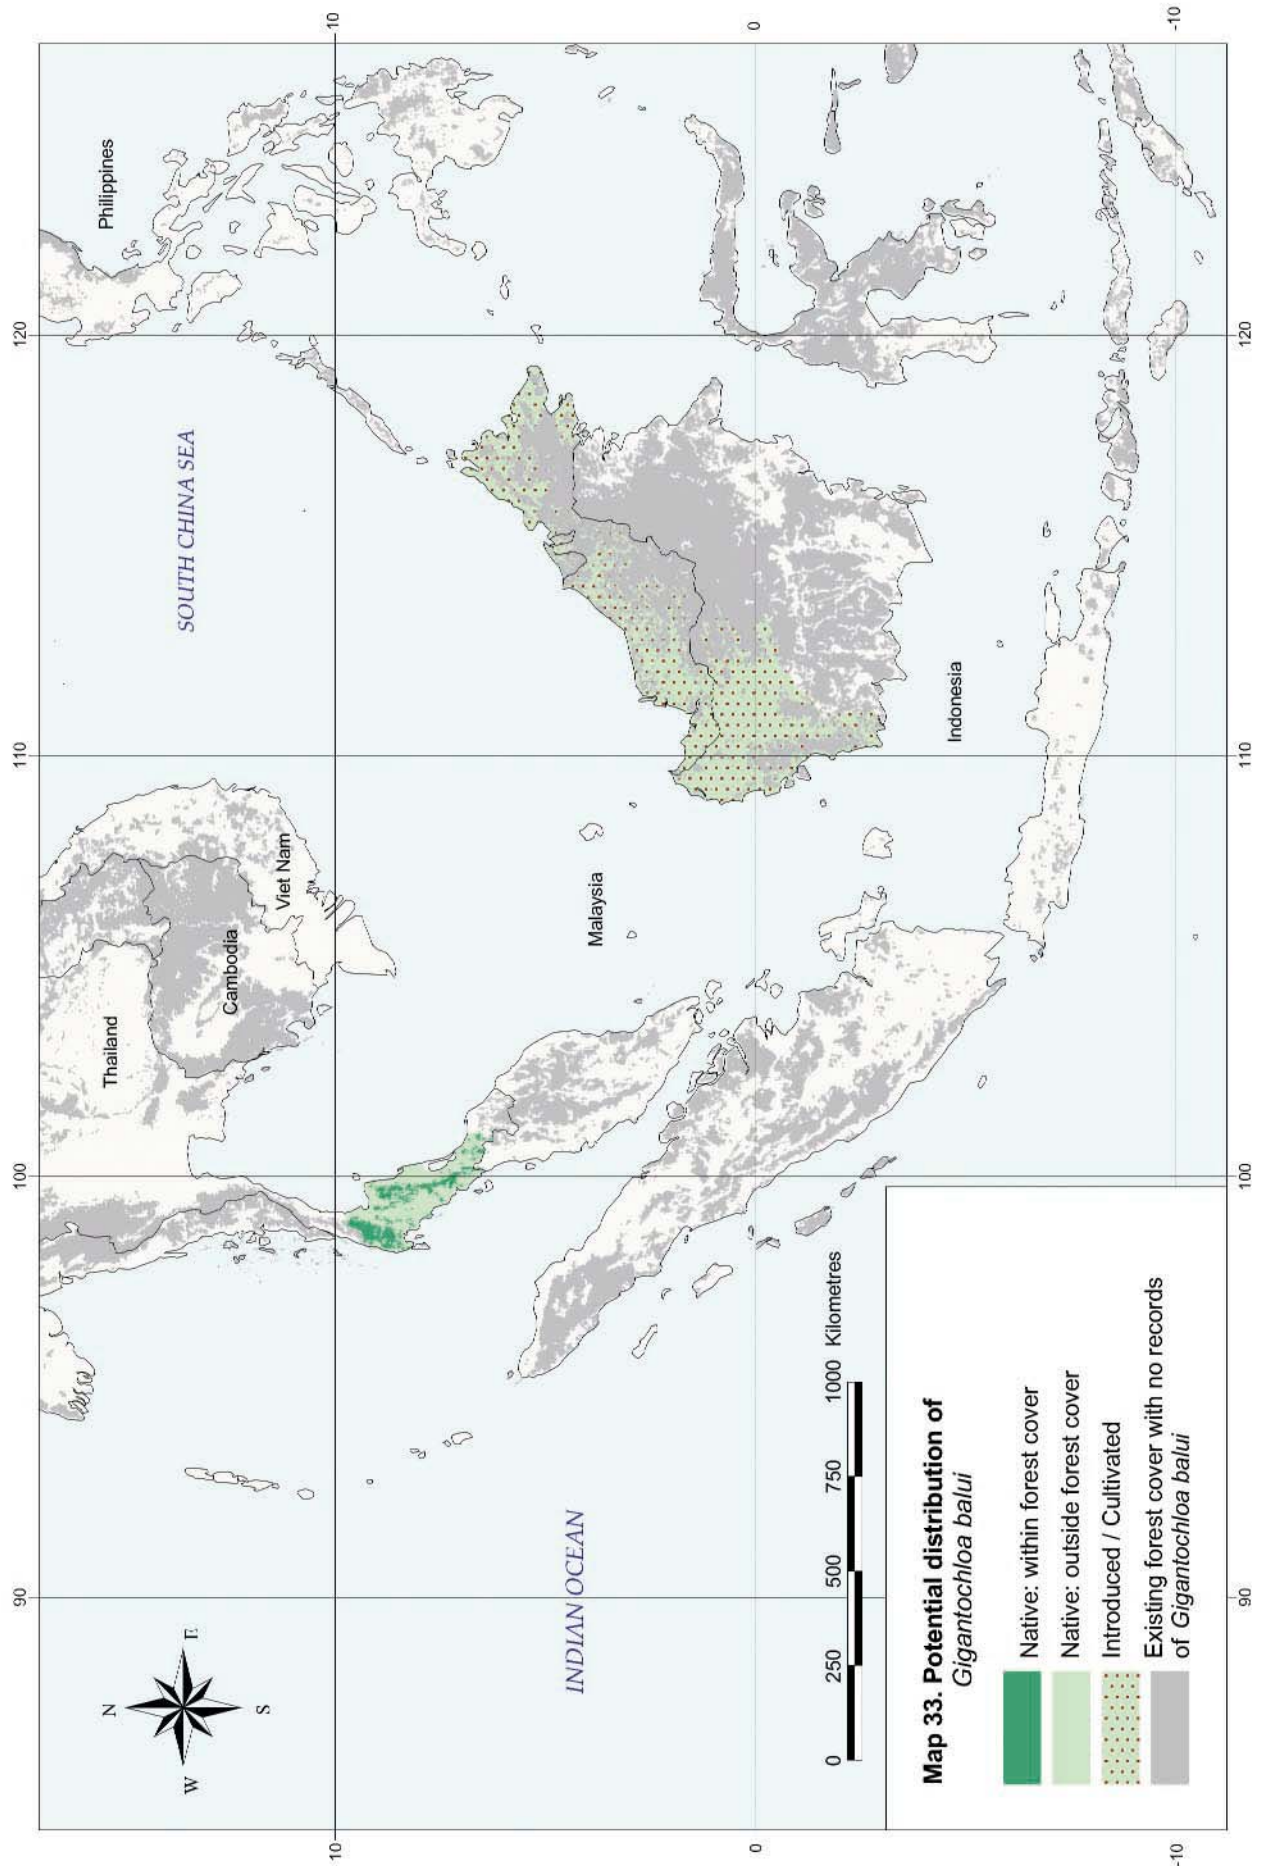 90
100
110
120
10
10
0
0
-10
-10
90
100
110
120
N
W
E
S
Thailand
Cambodia
Viet Nam
Philippines
SOUTH CHINA SEA
Malaysia
Indonesia
INDIAN OCEAN
0 250 500 750 1000 Kilometres
Map 33. Potential distribution of
Gigantochloa balui
Native: within forest cover
Native: outside forest cover
Introduced / Cultivated
Existing forest cover with no records
of Gigantochloa balui